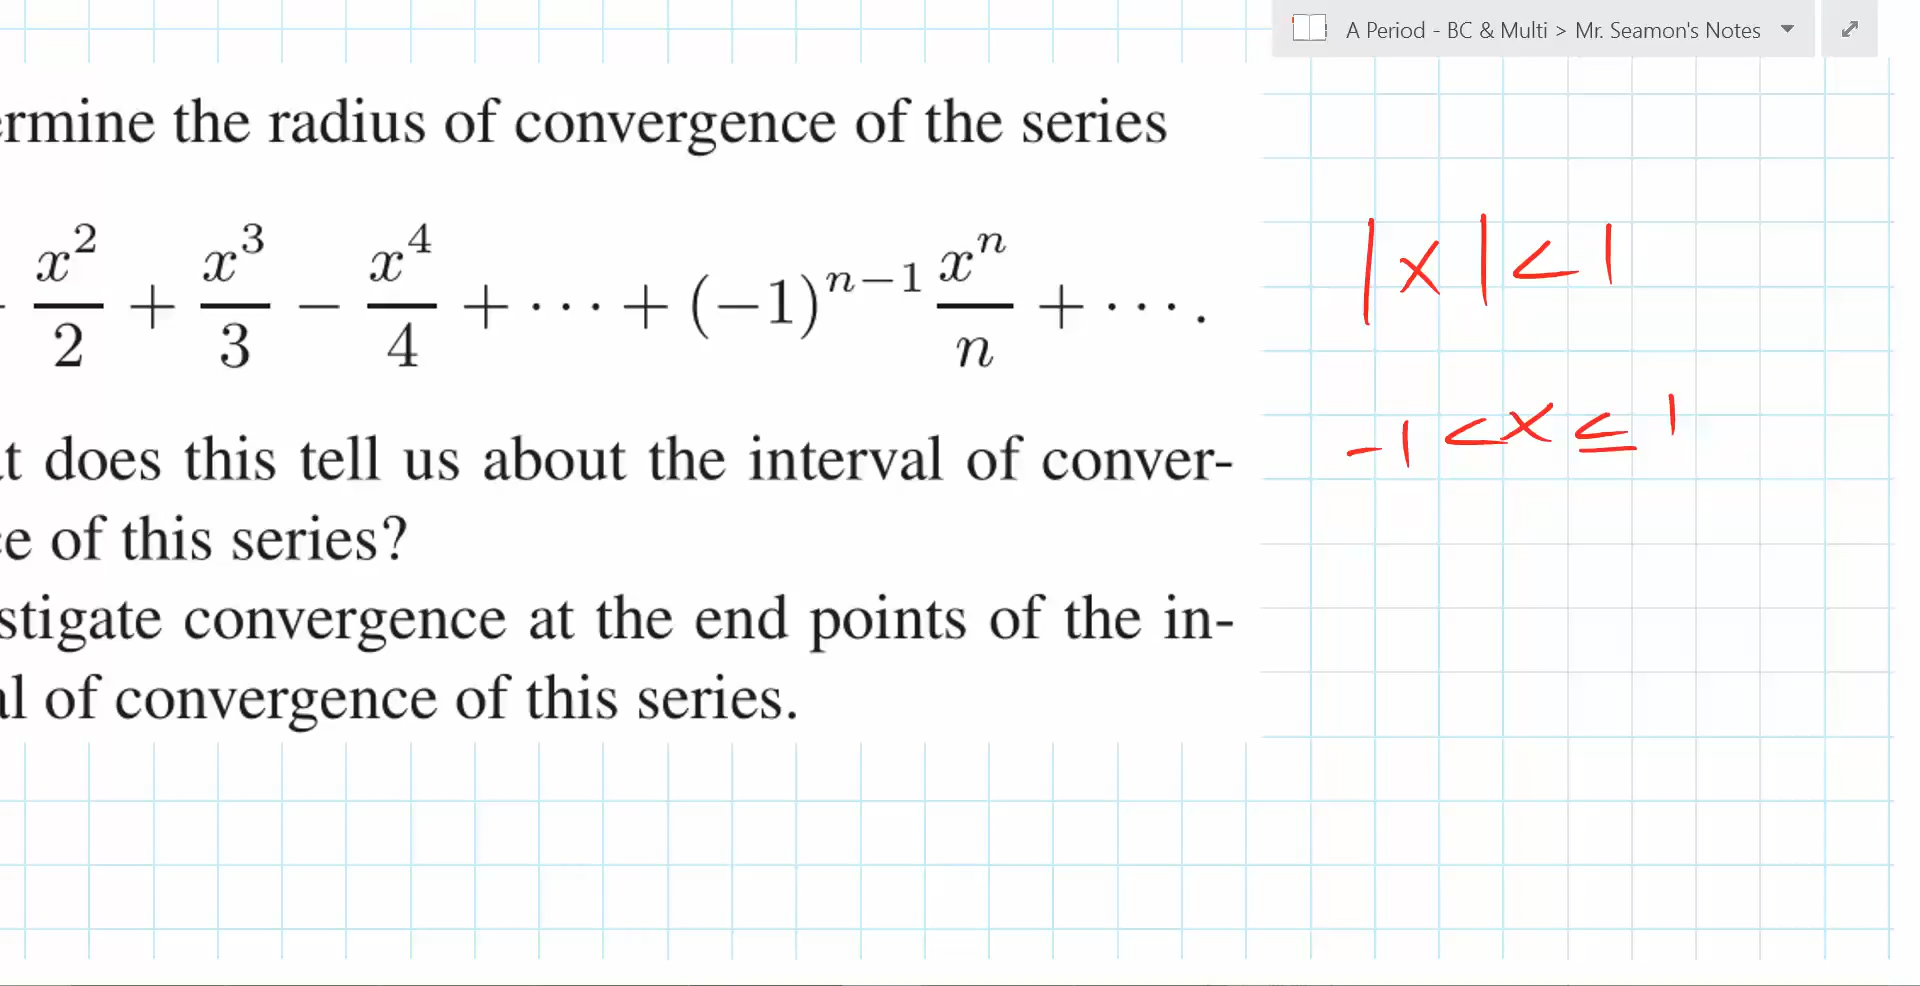 A Period - BC & Multi > Mr. Seamon's Notes
ermine the radius of convergence of the series
- x^2/2 + x^3/3 − x^4/4 + ··· + (−1)^{n−1} x^n/n + ··· .
|x| < 1
-1 < x ≤ 1
t does this tell us about the interval of conver-
e of this series?
stigate convergence at the end points of the in-
al of convergence of this series.